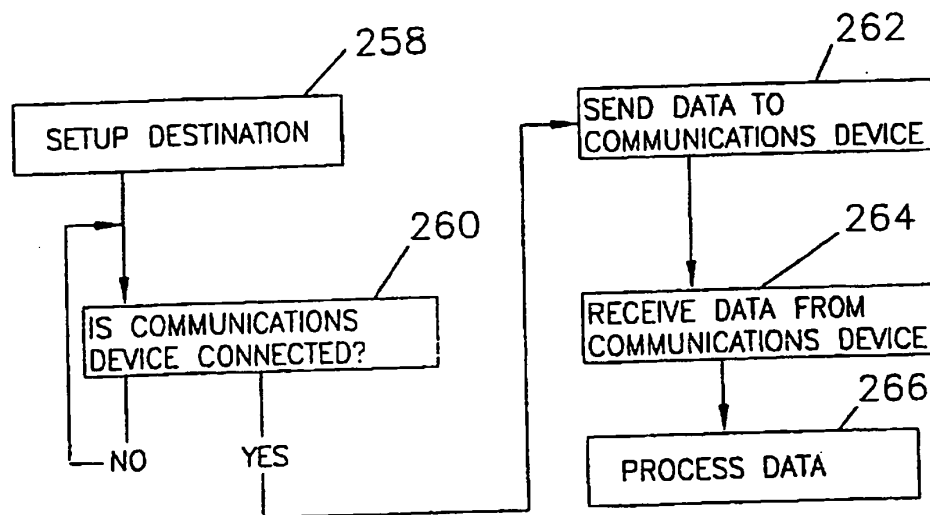 258
SETUP DESTINATION
260
IS COMMUNICATIONS
DEVICE CONNECTED?
NO
YES
262
SEND DATA TO
COMMUNICATIONS DEVICE
264
RECEIVE DATA FROM
COMMUNICATIONS DEVICE
266
PROCESS DATA